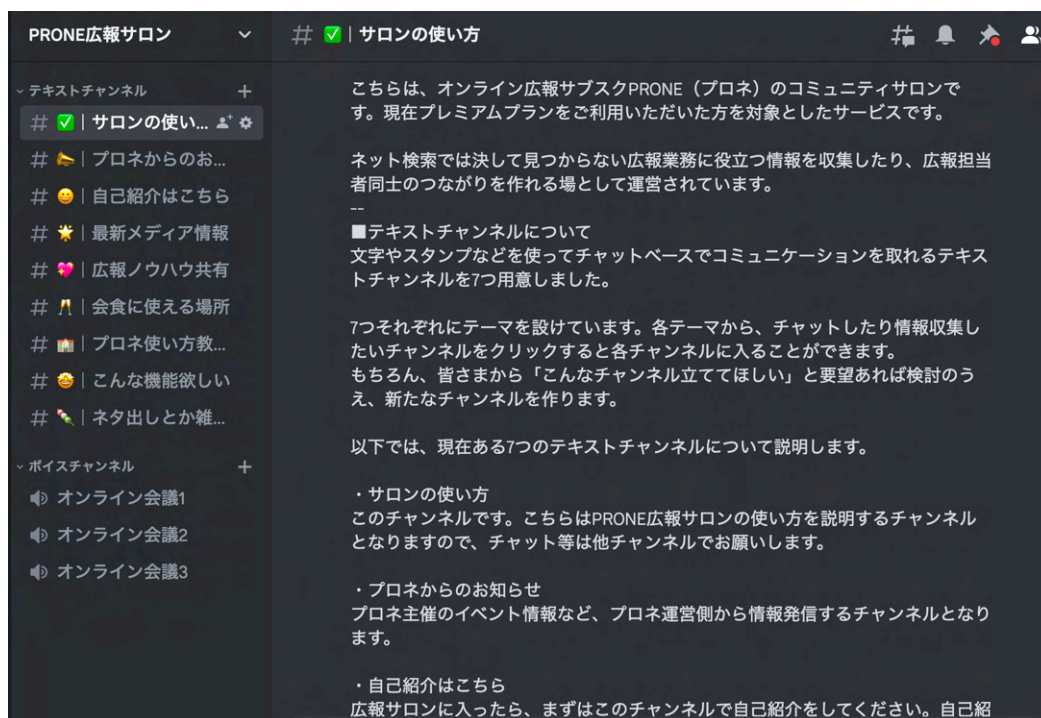 PRONE広報サロン
テキストチャンネル
✅｜サロンの使い...
｜プロネからのお...
｜自己紹介はこちら
｜最新メディア情報
｜広報ノウハウ共有
｜会食に使える場所
｜プロネ使い方教...
｜こんな機能欲しい
｜ネタ出しとか雑...
ボイスチャンネル
オンライン会議1
オンライン会議2
オンライン会議3
# ✅｜サロンの使い方
こちらは、オンライン広報サブスクPRONE（プロネ）のコミュニティサロンで
す。現在プレミアムプランをご利用いただいた方を対象としたサービスです。
ネット検索では決して見つからない広報業務に役立つ情報を収集したり、広報担当
者同士のつながりを作れる場として運営されています。
--
■テキストチャンネルについて
文字やスタンプなどを使ってチャットベースでコミュニケーションを取れるテキス
トチャンネルを7つ用意しました。
7つそれぞれにテーマを設けています。各テーマから、チャットしたり情報収集し
たいチャンネルをクリックすると各チャンネルに入ることができます。
もちろん、皆さまから「こんなチャンネル立ててほしい」と要望あれば検討のう
え、新たなチャンネルを作ります。
以下では、現在ある7つのテキストチャンネルについて説明します。
・サロンの使い方
このチャンネルです。こちらはPRONE広報サロンの使い方を説明するチャンネル
となりますので、チャット等は他チャンネルでお願いします。
・プロネからのお知らせ
プロネ主催のイベント情報など、プロネ運営側から情報発信するチャンネルとなり
ます。
・自己紹介はこちら
広報サロンに入ったら、まずはこのチャンネルで自己紹介をしてください。自己紹